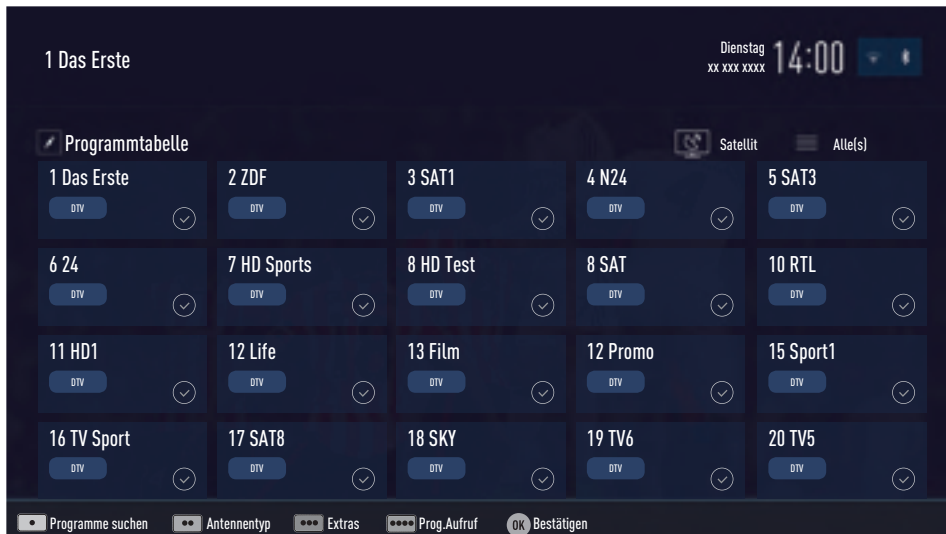 1 Das Erste
Dienstag
xx xxx xxxx
14:00
Programmtabelle
Satellit
Alle(s)
1 Das Erste
2 ZDF
3 SAT1
4 N24
5 SAT3
DTV
DTV
DTV
DTV
DTV
6 24
7 HD Sports
8 HD Test
8 SAT
10 RTL
DTV
DTV
DTV
DTV
DTV
11 HD1
12 Life
13 Film
12 Promo
15 Sport1
DTV
DTV
DTV
DTV
DTV
16 TV Sport
17 SAT8
18 SKY
19 TV6
20 TV5
DTV
DTV
DTV
DTV
DTV
Programme suchen
Antennentyp
Extras
Prog.Aufruf
OK Bestätigen